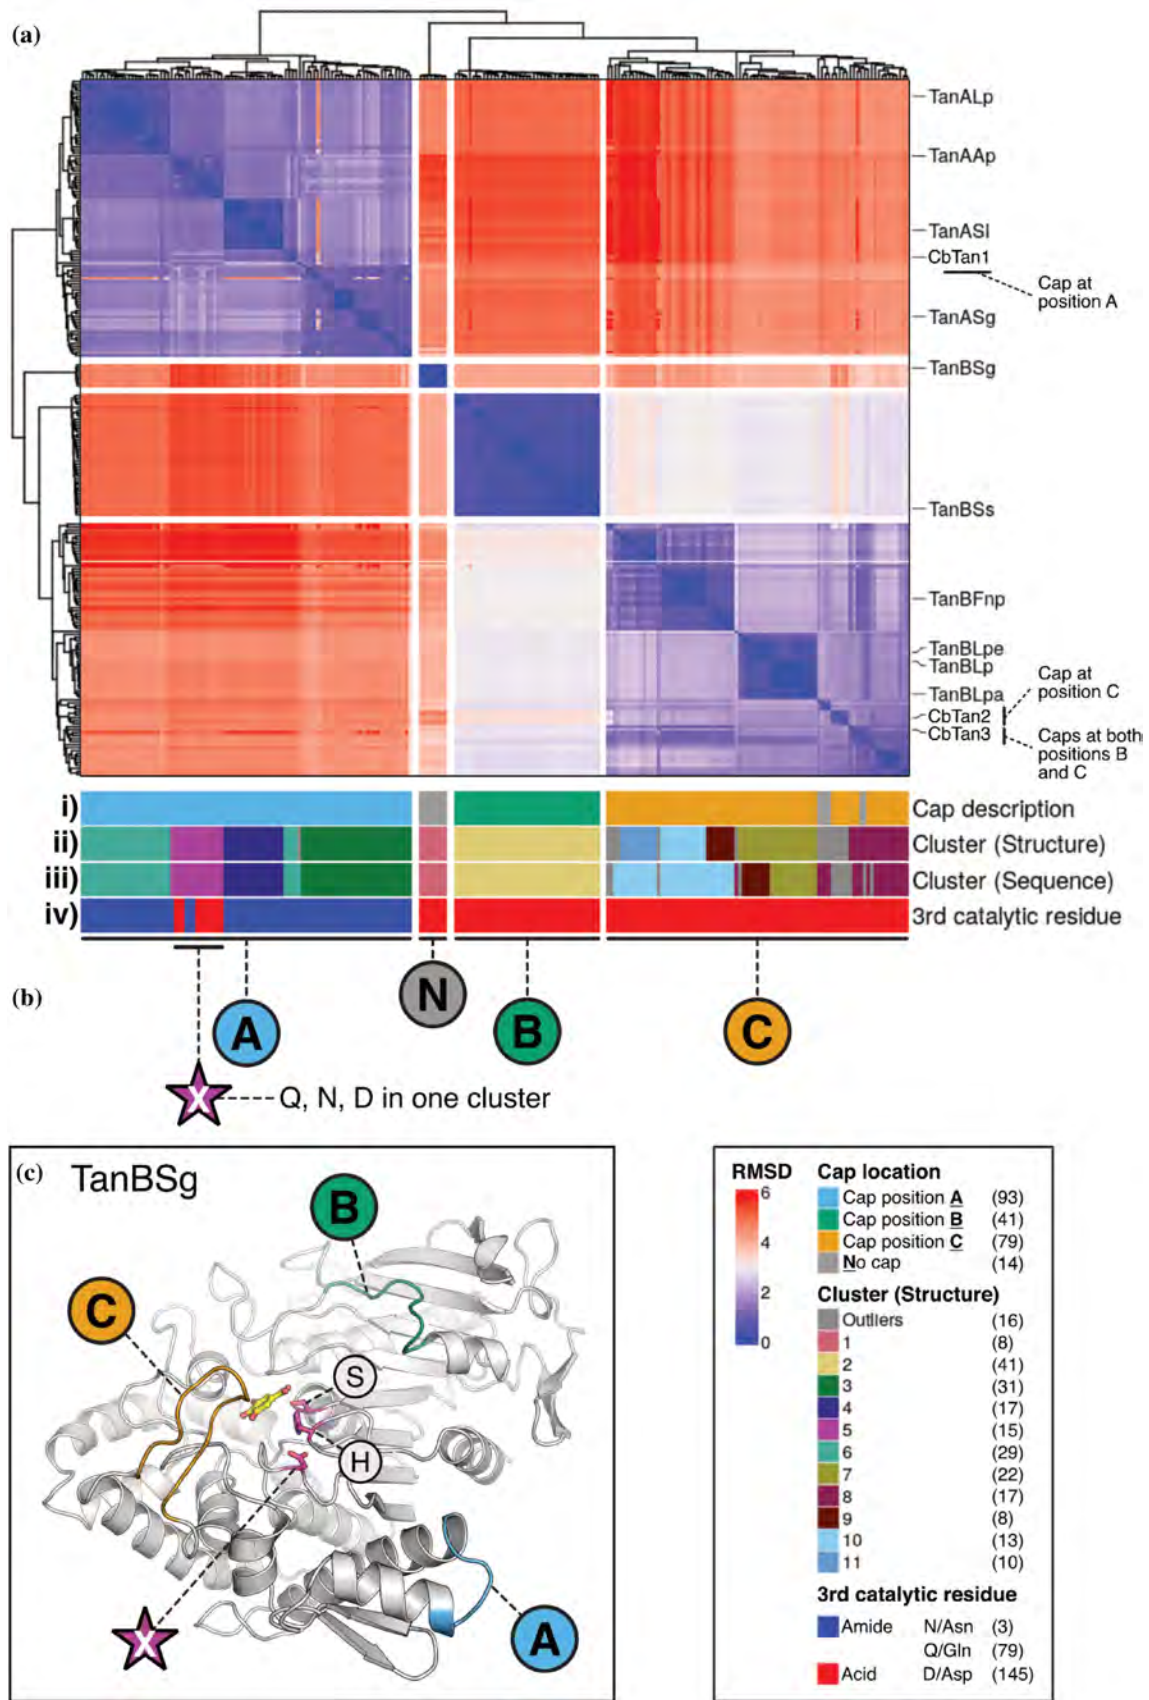 (a)
TanALp
TanAAp
TanASl
CbTan1
Cap at
position A
TanASg
TanBSg
TanBSs
TanBFnp
TanBLpe
TanBLp
TanBLpa
Cap at
position C
CbTan2
CbTan3
Caps at both
positions B
and C
i)
Cap description
ii)
Cluster (Structure)
iii)
Cluster (Sequence)
iv)
3rd catalytic residue
(b)
A
N
B
C
X
Q, N, D in one cluster
(c)
TanBSg
B
C
S
H
X
A
RMSD
6
4
2
0
Cap location
Cap position A (93)
Cap position B (41)
Cap position C (79)
No cap (14)
Cluster (Structure)
Outliers (16)
1 (8)
2 (41)
3 (31)
4 (17)
5 (15)
6 (29)
7 (22)
8 (17)
9 (8)
10 (13)
11 (10)
3rd catalytic residue
Amide N/Asn (3)
Q/Gln (79)
Acid D/Asp (145)